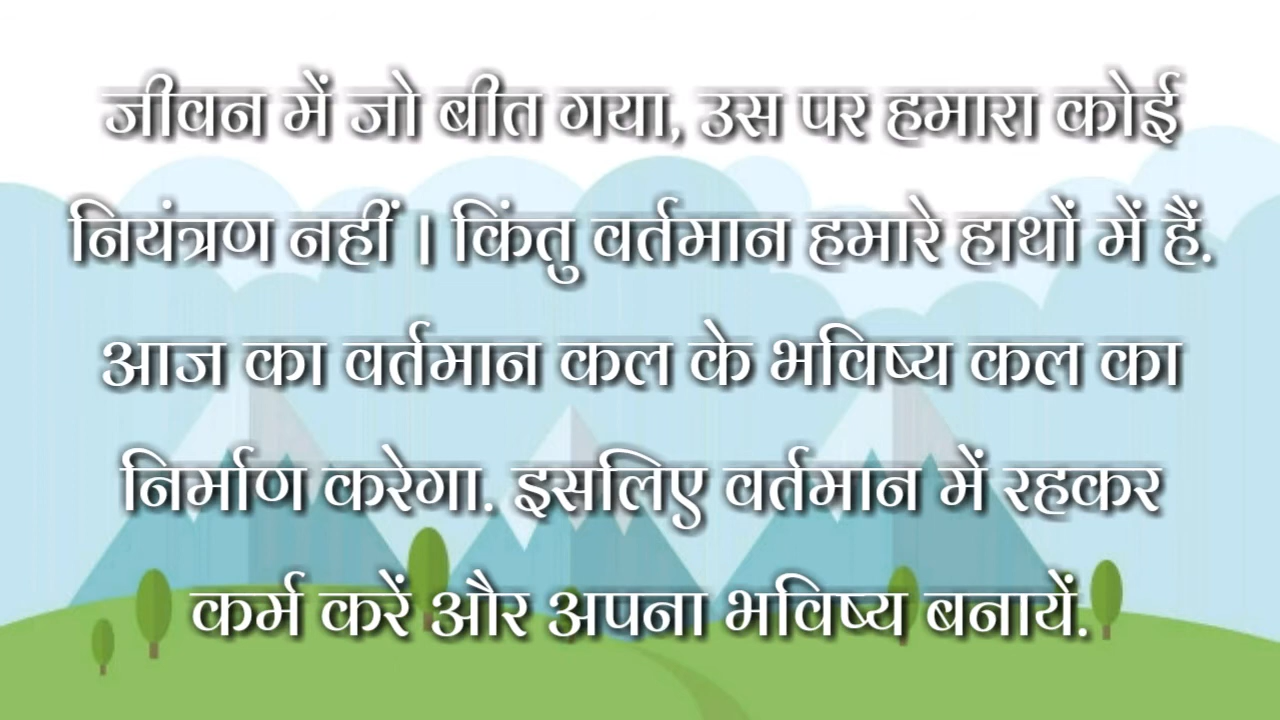 जीवन में जो बीत गया, उस पर हमारा कोई
नियंत्रण नहीं । किंतु वर्तमान हमारे हाथों में हैं.
आज का वर्तमान कल के भविष्य कल का
निर्माण करेगा. इसलिए वर्तमान में रहकर
कर्म करें और अपना भविष्य बनायें.